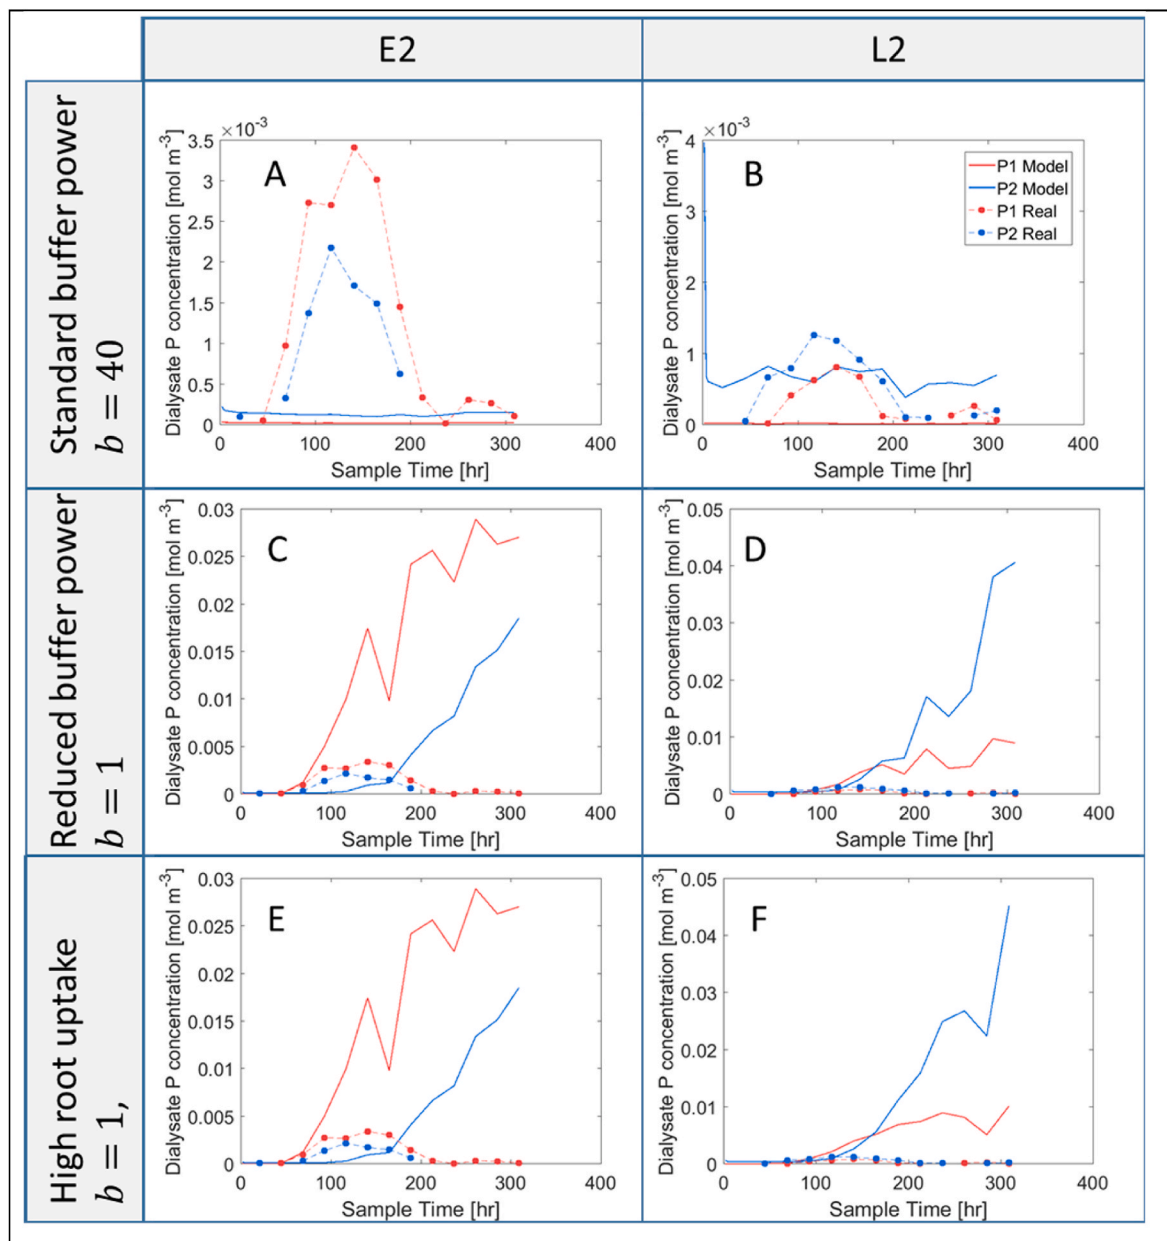 E2
L2
Standard buffer power
b = 40
×10⁻³
Dialysate P concentration [mol m⁻³]
3.5
3
2.5
2
1.5
1
0.5
0
A
0 100 200 300 400
Sample Time [hr]
×10⁻³
Dialysate P concentration [mol m⁻³]
4
3
4
2
1
0
B
P1 Model
P2 Model
P1 Real
P2 Real
0 100 200 300 400
Sample Time [hr]
Reduced buffer power
b = 1
Dialysate P concentration [mol m⁻³]
0.03
0.025
0.02
0.015
0.01
0.005
0
C
0 100 200 300 400
Sample Time [hr]
Dialysate P concentration [mol m⁻³]
0.05
0.04
0.03
0.02
0.01
0
D
0 100 200 300 400
Sample Time [hr]
High root uptake
b = 1,
Dialysate P concentration [mol m⁻³]
0.03
0.025
0.02
0.015
0.01
0.005
0
E
0 100 200 300 400
Sample Time [hr]
Dialysate P concentration [mol m⁻³]
0.05
0.04
0.03
0.02
0.01
0
F
0 100 200 300 400
Sample Time [hr]